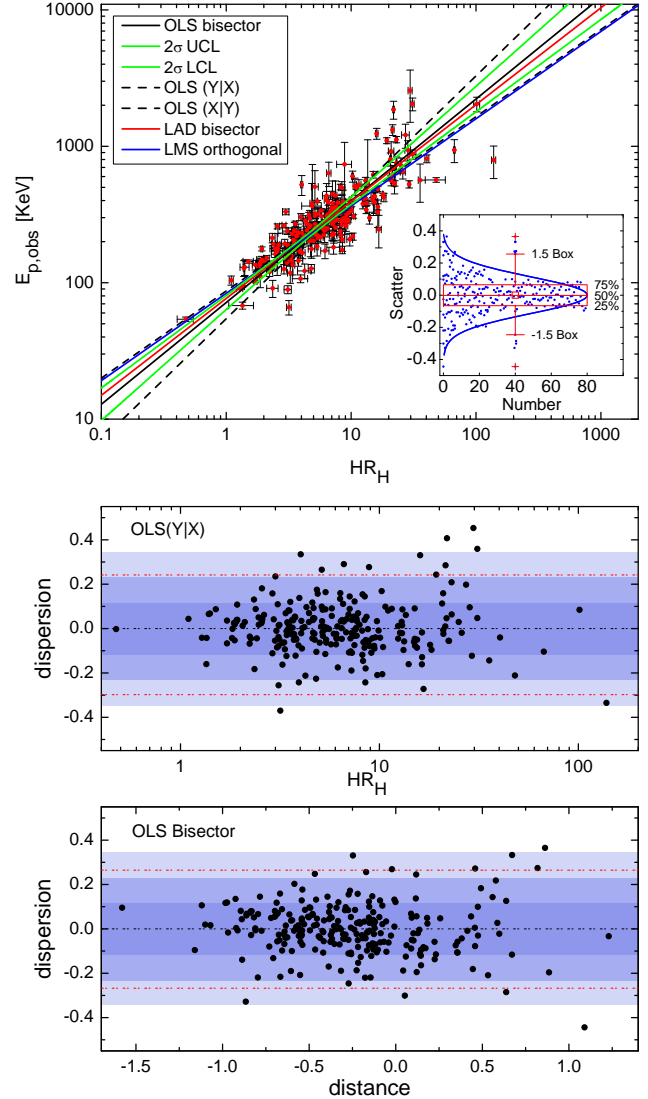 10000
1000
100
10
E_p,obs [KeV]
OLS bisector
2σ UCL
2σ LCL
OLS (Y|X)
OLS (X|Y)
LAD bisector
LMS orthogonal
0.4
0.2
0.0
-0.2
-0.4
Scatter
1.5 Box
75%
50%
25%
-1.5 Box
0 20 40 60 80 100
Number
0.1 1 10 100 1000
HR_H
OLS(Y|X)
0.4
0.2
0.0
-0.2
-0.4
dispersion
1 10 100
HR_H
OLS Bisector
0.4
0.2
0.0
-0.2
-0.4
dispersion
-1.5 -1.0 -0.5 0.0 0.5 1.0
distance